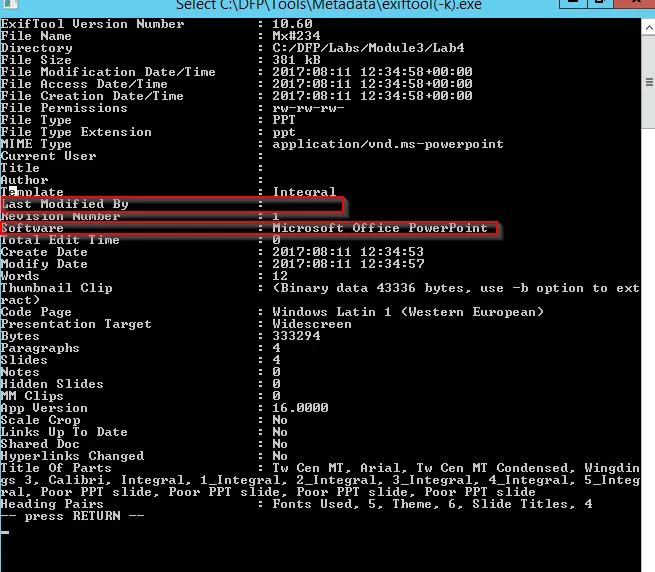 Select C:\DFP\Tools\Metadata\exiftool(-k).exe
ExifTool Version Number : 10.60
File Name : Mx#234
Directory : C:/DFP/Labs/Module3/Lab4
File Size : 381 kB
File Modification Date/Time : 2017:08:11 12:34:58+00:00
File Access Date/Time : 2017:08:11 12:34:58+00:00
File Creation Date/Time : 2017:08:11 12:34:58+00:00
File Permissions : rw-rw-rw-
File Type : PPT
File Type Extension : ppt
MIME Type : application/vnd.ms-powerpoint
Current User :
Title :
Author :
Template : Integral
Last Modified By :
Revision Number : 1
Software : Microsoft Office PowerPoint
Total Edit Time : 0
Create Date : 2017:08:11 12:34:53
Modify Date : 2017:08:11 12:34:57
Words : 12
Thumbnail Clip : (Binary data 43336 bytes, use -b option to ext
ract)
Code Page : Windows Latin 1 (Western European)
Presentation Target : Widescreen
Bytes : 333294
Paragraphs : 4
Slides : 4
Notes : 0
Hidden Slides : 0
MM Clips : 0
App Version : 16.0000
Scale Crop : No
Links Up To Date : No
Shared Doc : No
Hyperlinks Changed : No
Title Of Parts : Tw Cen MT, Arial, Tw Cen MT Condensed, Wingdin
gs 3, Calibri, Integral, 1_Integral, 2_Integral, 3_Integral, 4_Integral, 5_Integ
ral, Poor PPT slide, Poor PPT slide, Poor PPT slide, Poor PPT slide
Heading Pairs : Fonts Used, 5, Theme, 6, Slide Titles, 4
-- press RETURN --